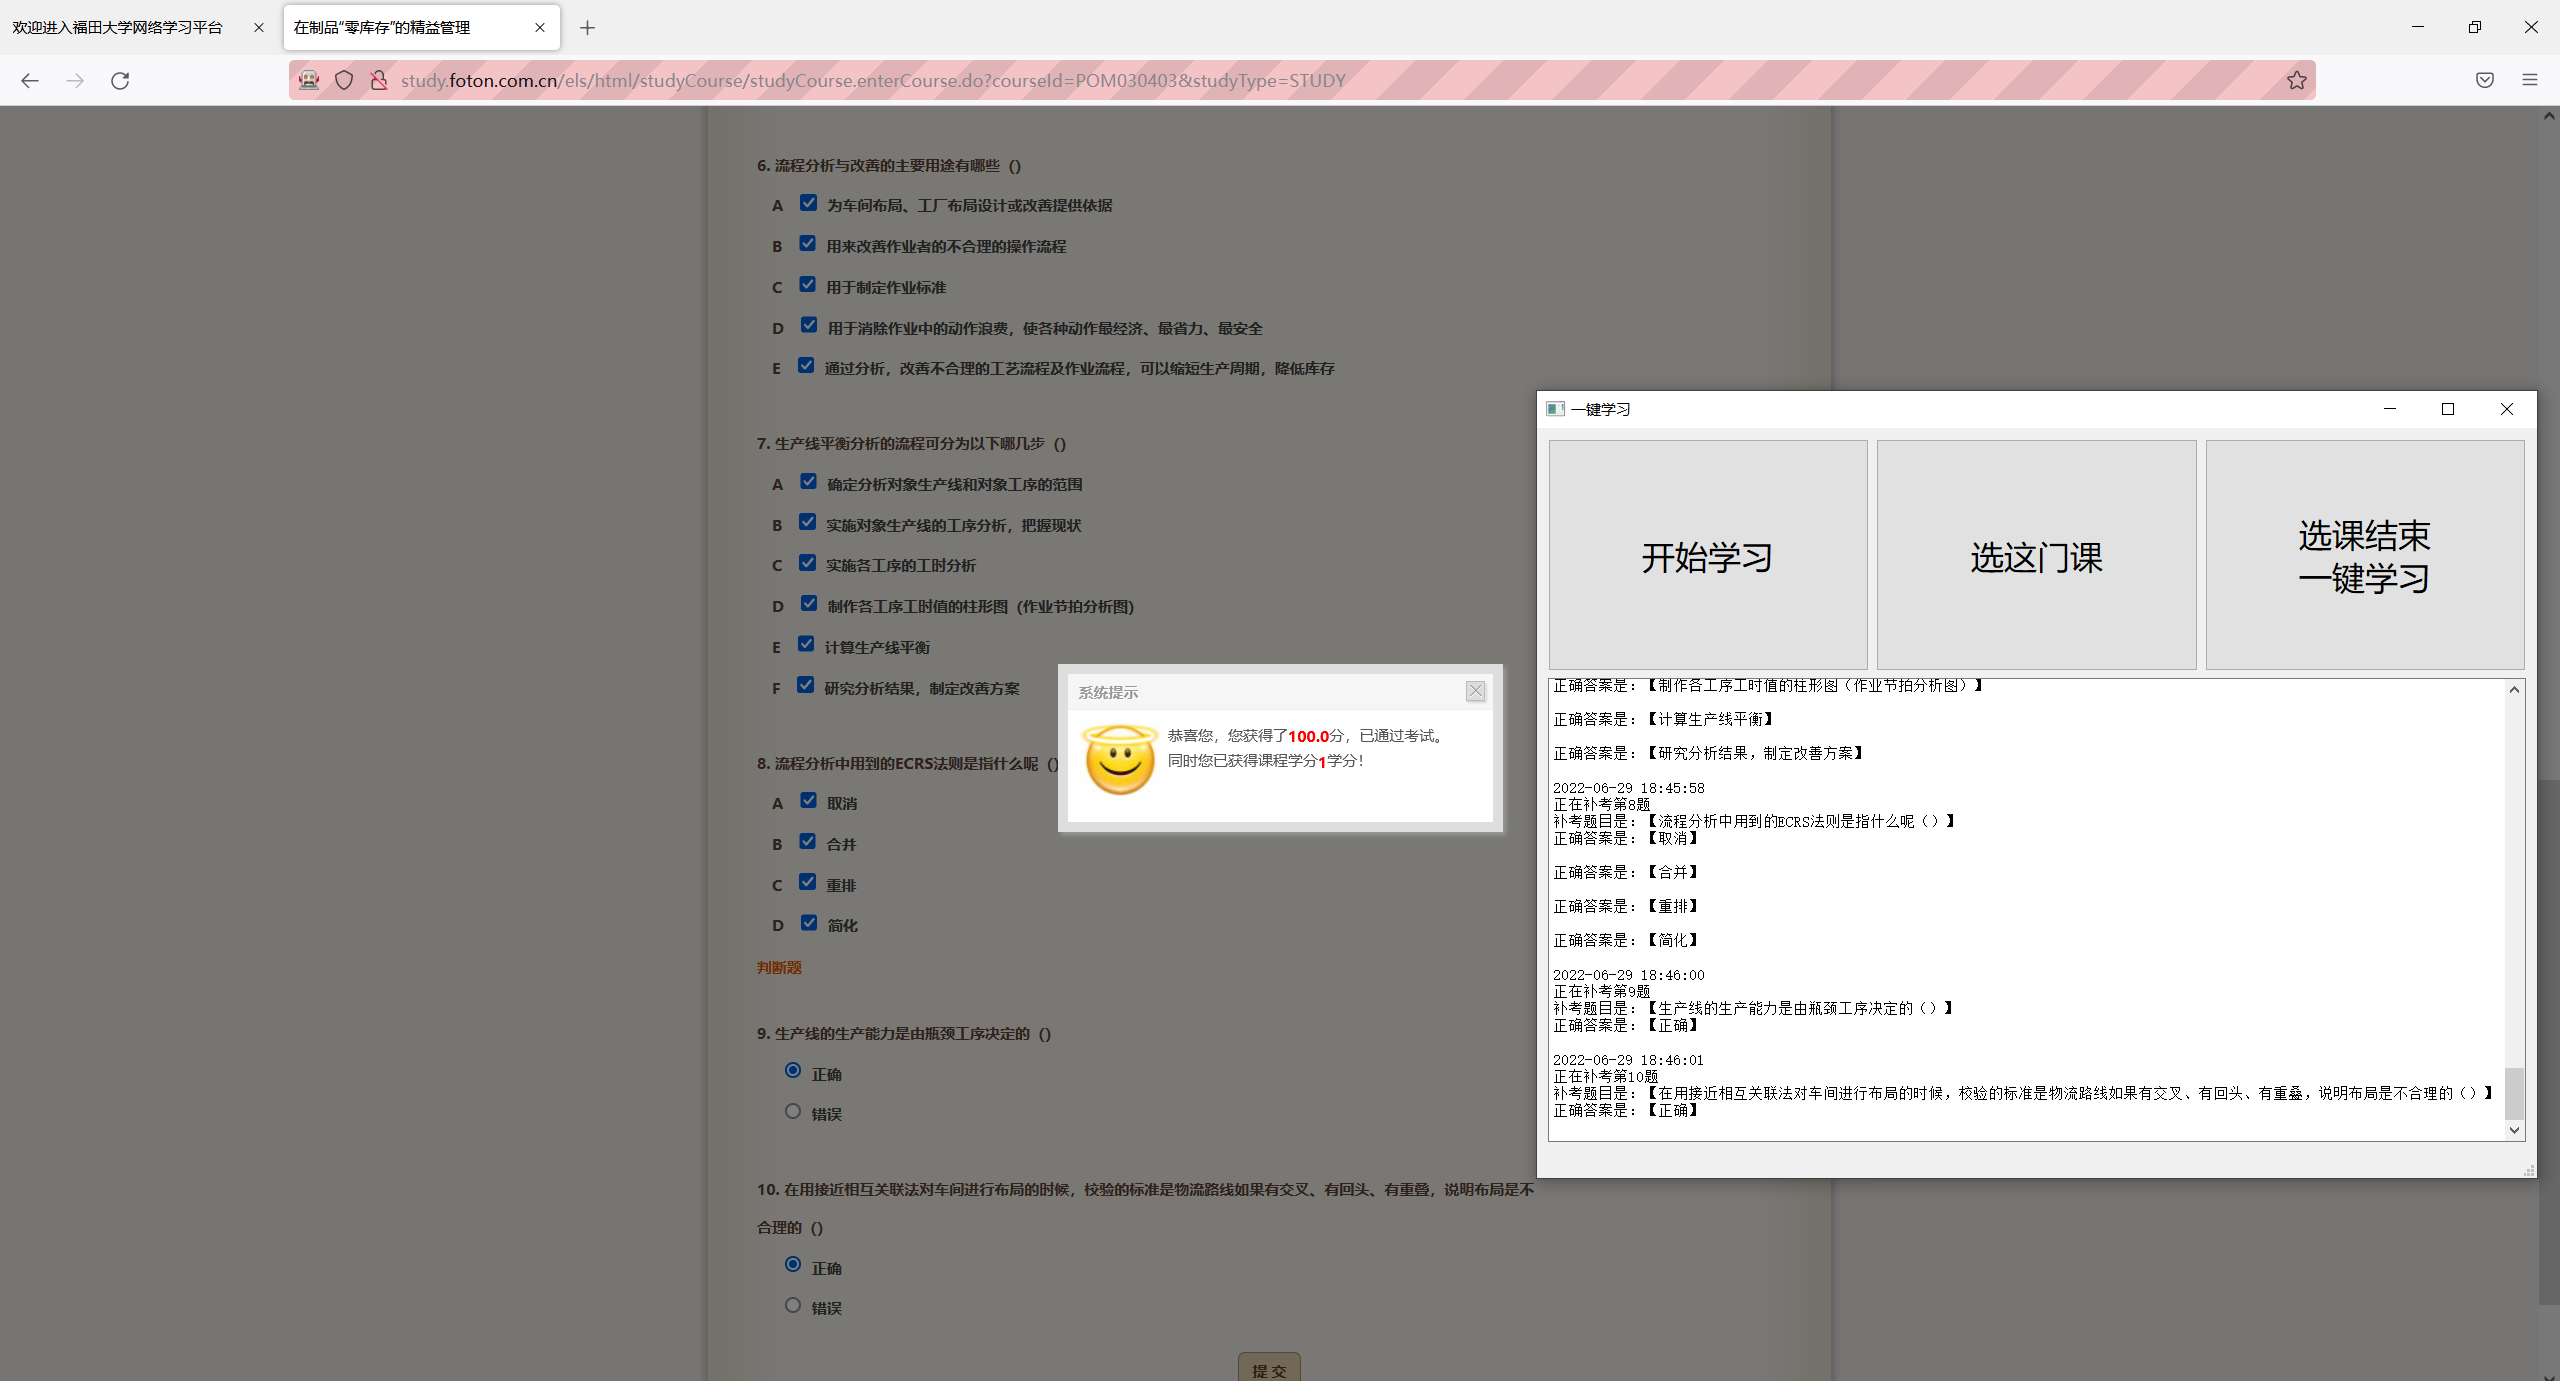 欢迎进入福田大学网络学习平台
在制品“零库存”的精益管理
study.foton.com.cn/els/html/studyCourse/studyCourse.enterCourse.do?courseId=POM030403&studyType=STUDY
6. 流程分析与改善的主要用途有哪些（）
A 为车间布局、工厂布局设计或改善提供依据
B 用来改善作业者的不合理的操作流程
C 用于制定作业标准
D 用于消除作业中的动作浪费，使各种动作最经济、最省力、最安全
E 通过分析，改善不合理的工艺流程及作业流程，可以缩短生产周期，降低库存
7. 生产线平衡分析的流程可分为以下哪几步（）
A 确定分析对象生产线和对象工序的范围
B 实施对象生产线的工序分析，把握现状
C 实施各工序的工时分析
D 制作各工序工时值的柱形图（作业节拍分析图）
E 计算生产线平衡
F 研究分析结果，制定改善方案
8. 流程分析中用到的ECRS法则是指什么呢（）
A 取消
B 合并
C 重排
D 简化
判断题
9. 生产线的生产能力是由瓶颈工序决定的（）
正确
错误
10. 在用接近相互关联法对车间进行布局的时候，校验的标准是物流路线如果有交叉、有回头、有重叠，说明布局是不
合理的（）
正确
错误
提 交
系统提示
恭喜您，您获得了100.0分，已通过考试。
同时您已获得课程学分1学分！
一键学习
开始学习
选这门课
选课结束
一键学习
正确答案是：【制作各工序工时值的柱形图（作业节拍分析图）】
正确答案是：【计算生产线平衡】
正确答案是：【研究分析结果，制定改善方案】
2022-06-29 18:45:58
正在补考第8题
补考题目是：【流程分析中用到的ECRS法则是指什么呢（）】
正确答案是：【取消】
正确答案是：【合并】
正确答案是：【重排】
正确答案是：【简化】
2022-06-29 18:46:00
正在补考第9题
补考题目是：【生产线的生产能力是由瓶颈工序决定的（）】
正确答案是：【正确】
2022-06-29 18:46:01
正在补考第10题
补考题目是：【在用接近相互关联法对车间进行布局的时候，校验的标准是物流路线如果有交叉、有回头、有重叠，说明布局是不合理的（）】
正确答案是：【正确】